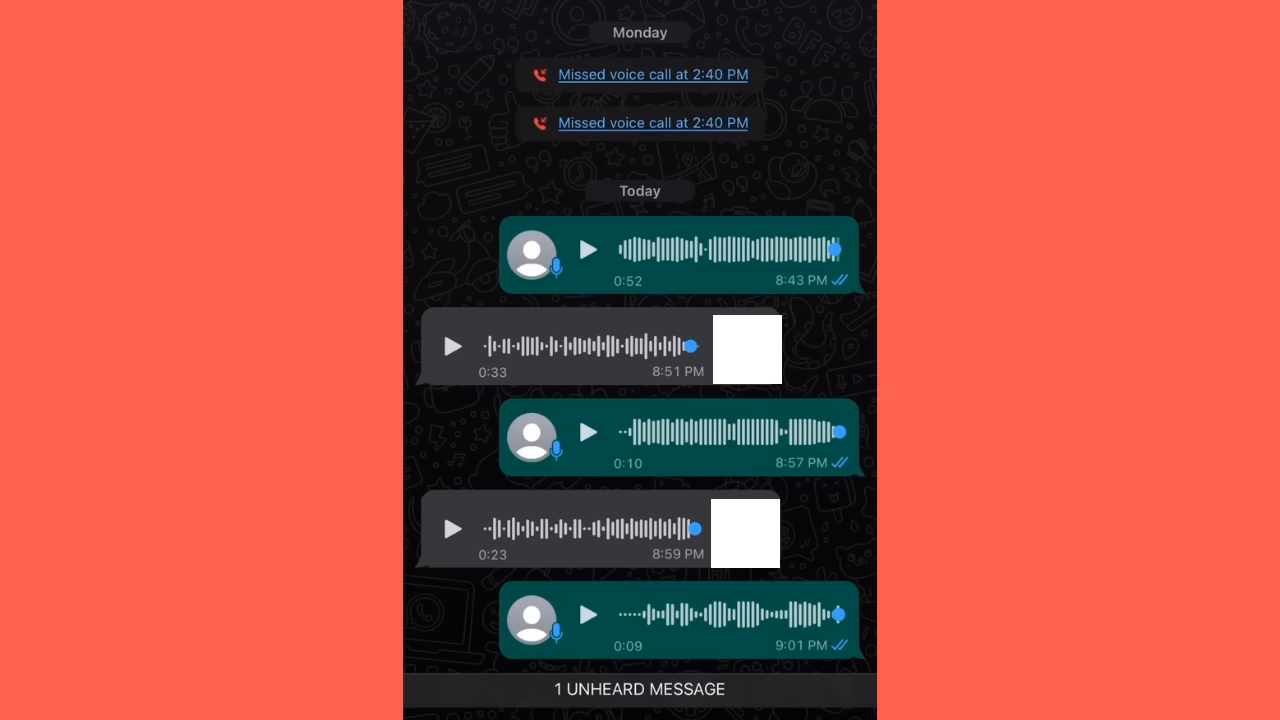 Monday
Missed voice call at 2:40 PM
Missed voice call at 2:40 PM
Today
0:52 8:43 PM
0:33 8:51 PM
0:10 8:57 PM
0:23 8:59 PM
0:09 9:01 PM
1 UNHEARD MESSAGE